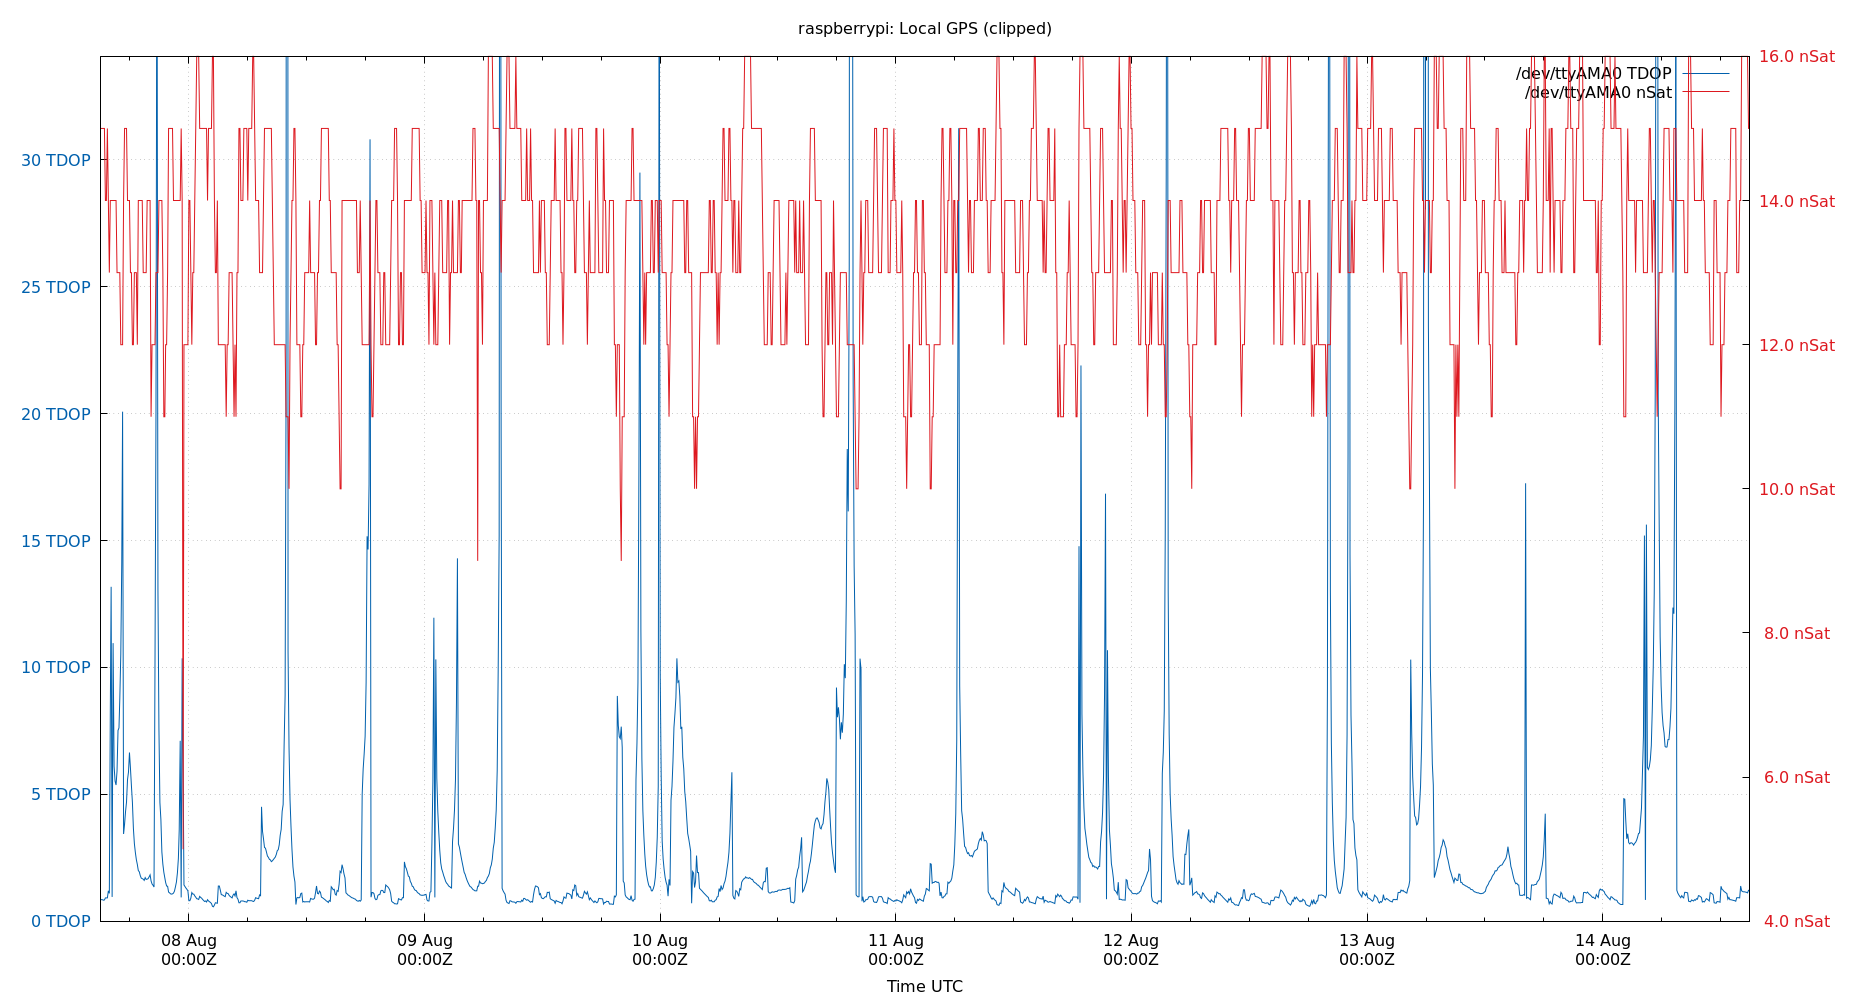 raspberrypi: Local GPS (clipped)
/dev/ttyAMA0 TDOP
/dev/ttyAMA0 nSat
30 TDOP
25 TDOP
20 TDOP
15 TDOP
10 TDOP
5 TDOP
0 TDOP
16.0 nSat
14.0 nSat
12.0 nSat
10.0 nSat
8.0 nSat
6.0 nSat
4.0 nSat
08 Aug
00:00Z
09 Aug
00:00Z
10 Aug
00:00Z
11 Aug
00:00Z
12 Aug
00:00Z
13 Aug
00:00Z
14 Aug
00:00Z
Time UTC